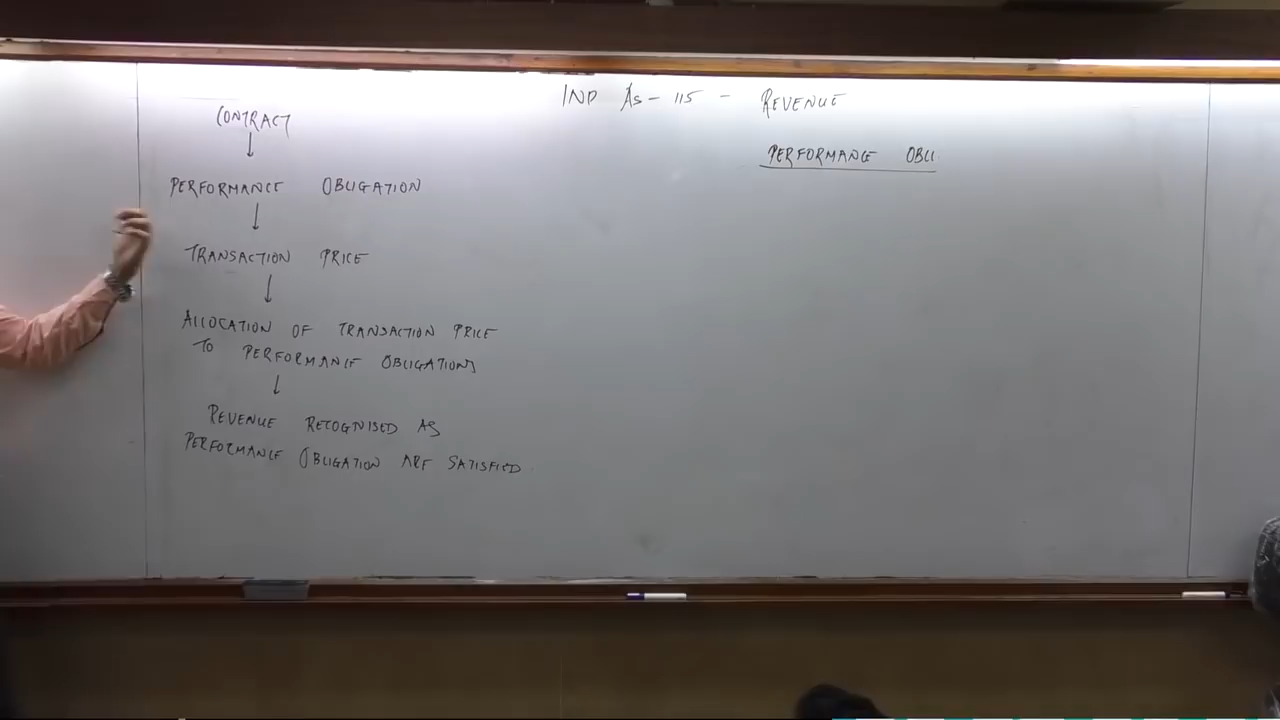 IND AS - 115 - REVENUE
PERFORMANCE OBLI
CONTRACT
↓
PERFORMANCE OBLIGATION
↓
TRANSACTION PRICE
↓
ALLOCATION OF TRANSACTION PRICE
TO PERFORMANCE OBLIGATIONS
↓
REVENUE RECOGNISED AS
PERFORMANCE OBLIGATION ARE SATISFIED